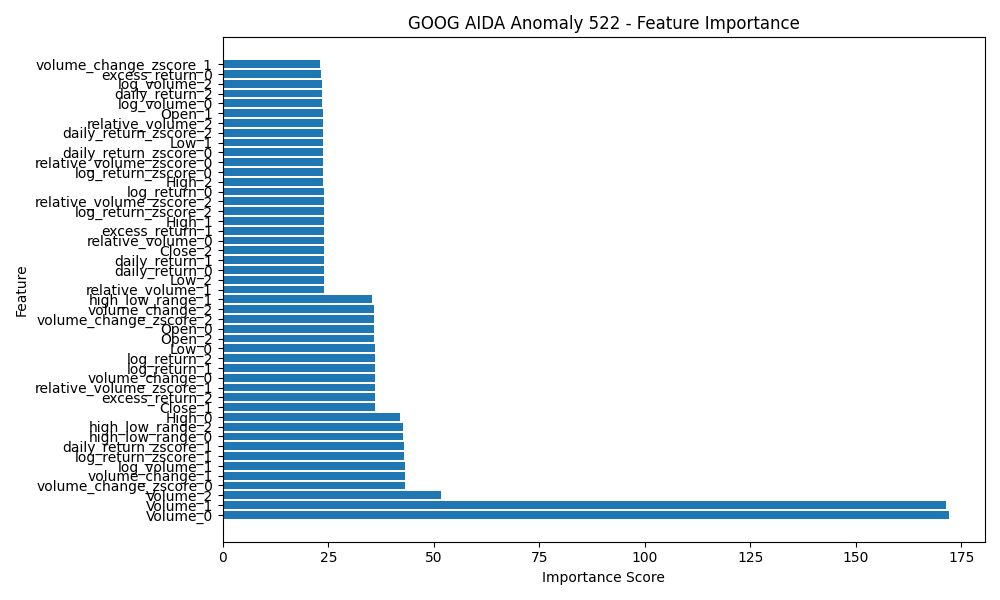 GOOG AIDA Anomaly 522 - Feature Importance
volume_change_zscore_1
excess_return_0
log_volume_2
daily_return_2
log_volume_0
Open_1
relative_volume_2
daily_return_zscore_2
Low_1
daily_return_zscore_0
relative_volume_zscore_0
log_return_zscore_0
High_2
log_return_0
relative_volume_zscore_2
log_return_zscore_2
High_1
excess_return_1
relative_volume_0
Close_2
daily_return_1
daily_return_0
Low_2
relative_volume_1
high_low_range_1
volume_change_2
volume_change_zscore_2
Open_0
Open_2
Low_0
log_return_2
log_return_1
volume_change_0
relative_volume_zscore_1
excess_return_2
Close_1
High_0
high_low_range_2
high_low_range_0
daily_return_zscore_1
log_return_zscore_1
log_volume_1
volume_change_1
volume_change_zscore_0
Volume_2
Volume_1
Volume_0
Feature
0 25 50 75 100 125 150 175
Importance Score